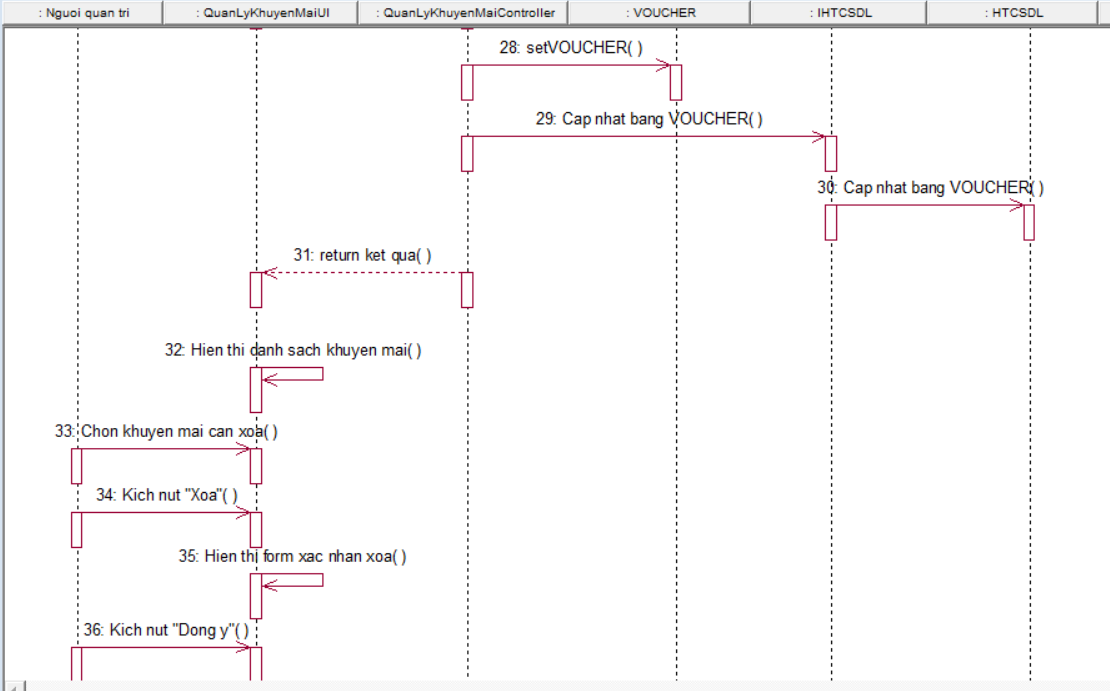 : Nguoi quan tri
: QuanLyKhuyenMaiUI
: QuanLyKhuyenMaiController
: VOUCHER
: IHTCSDL
: HTCSDL
28: setVOUCHER( )
29: Cap nhat bang VOUCHER( )
30: Cap nhat bang VOUCHER( )
31: return ket qua( )
32: Hien thi danh sach khuyen mai( )
33: Chon khuyen mai can xoa( )
34: Kich nut "Xoa"( )
35: Hien thi form xac nhan xoa( )
36: Kich nut "Dong y"( )